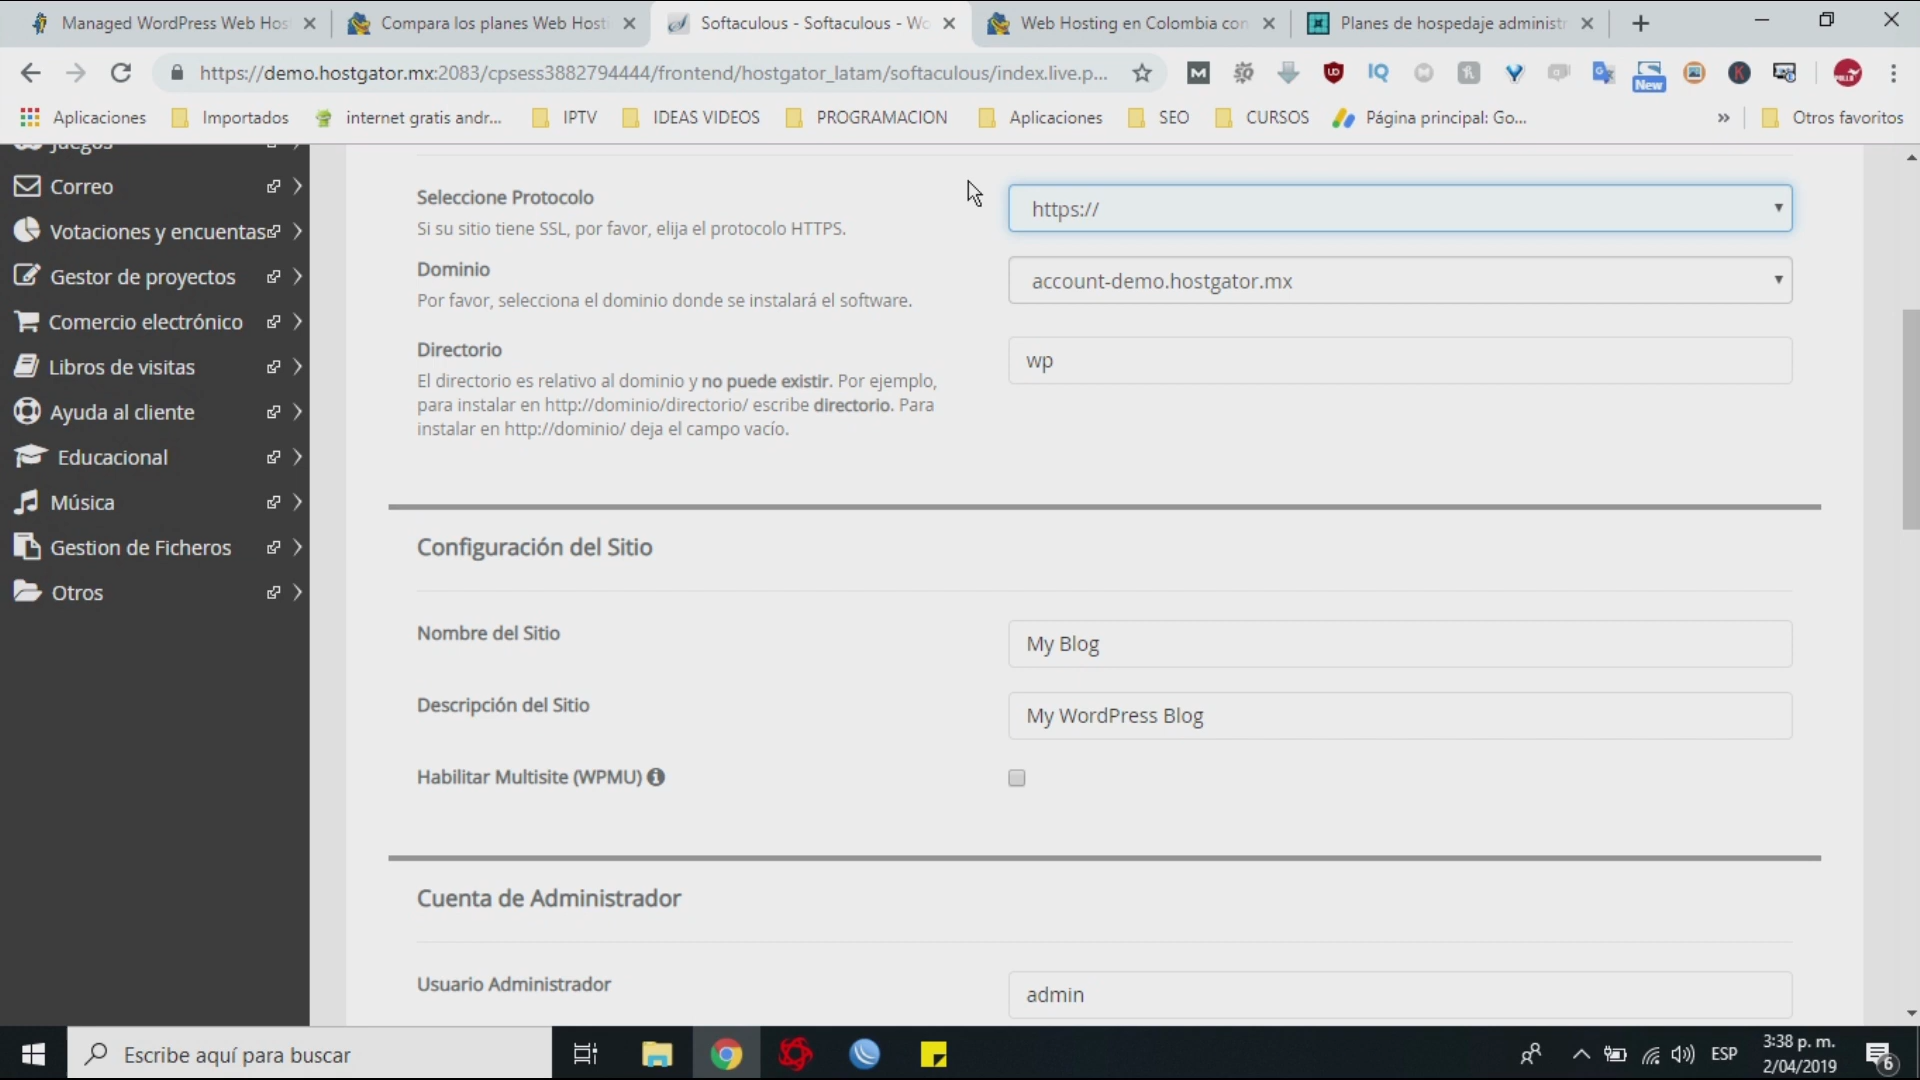 Managed WordPress Web Hos
Compara los planes Web Hosti
Softaculous - Softaculous - Wo
Web Hosting en Colombia con
Planes de hospedaje administr
https://demo.hostgator.mx:2083/cpsess3882794444/frontend/hostgator_latam/softaculous/index.live.p...
New
Aplicaciones
Importados
internet gratis andr...
IPTV
IDEAS VIDEOS
PROGRAMACION
Aplicaciones
SEO
CURSOS
Página principal: Go...
»
Otros favoritos
Juegos
Correo
Votaciones y encuentas
Gestor de proyectos
Comercio electrónico
Libros de visitas
Ayuda al cliente
Educacional
Música
Gestion de Ficheros
Otros
Seleccione Protocolo
Si su sitio tiene SSL, por favor, elija el protocolo HTTPS.
https://
Dominio
Por favor, selecciona el dominio donde se instalará el software.
account-demo.hostgator.mx
Directorio
El directorio es relativo al dominio y no puede existir. Por ejemplo,
para instalar en http://dominio/directorio/ escribe directorio. Para
instalar en http://dominio/ deja el campo vacío.
wp
Configuración del Sitio
Nombre del Sitio
My Blog
Descripción del Sitio
My WordPress Blog
Habilitar Multisite (WPMU)
Cuenta de Administrador
Usuario Administrador
admin
Escribe aquí para buscar
ESP
3:38 p. m.
2/04/2019
6